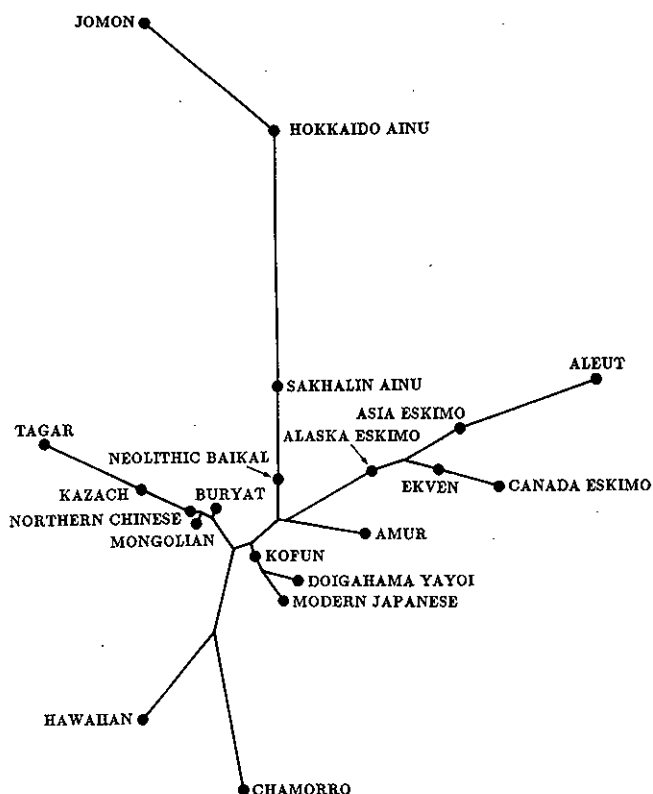 JOMON
HOKKAIDO AINU
ALEUT
SAKHALIN AINU
ASIA ESKIMO
TAGAR
ALASKA ESKIMO
NEOLITHIC BAIKAL
KAZACH
BURYAT
EKVEN
CANADA ESKIMO
NORTHERN CHINESE
MONGOLIAN
AMUR
KOFUN
DOIGAHAMA YAYOI
MODERN JAPANESE
HAWAIIAN
CHAMORRO